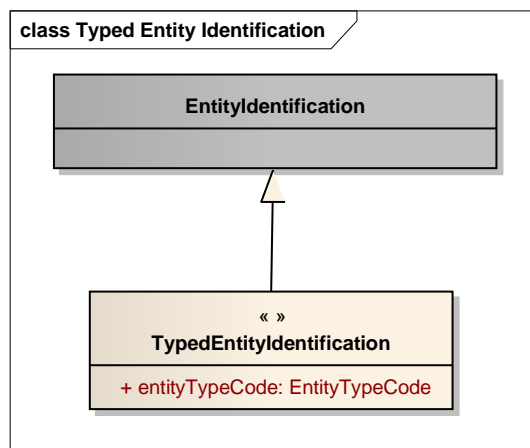 class Typed Entity Identification
EntityIdentification
« »
TypedEntityIdentification
+ entityTypeCode: EntityTypeCode